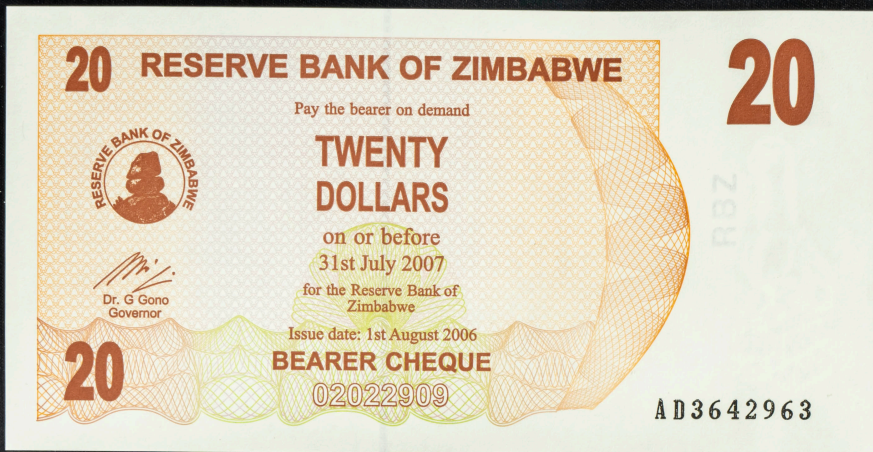 20 RESERVE BANK OF ZIMBABWE 20
Pay the bearer on demand
TWENTY
DOLLARS
RESERVE BANK OF ZIMBABWE
on or before
31st July 2007
for the Reserve Bank of
Zimbabwe
Dr. G Gono
Governor
Issue date: 1st August 2006
20 BEARER CHEQUE
02022909
AD3642963
RBZ